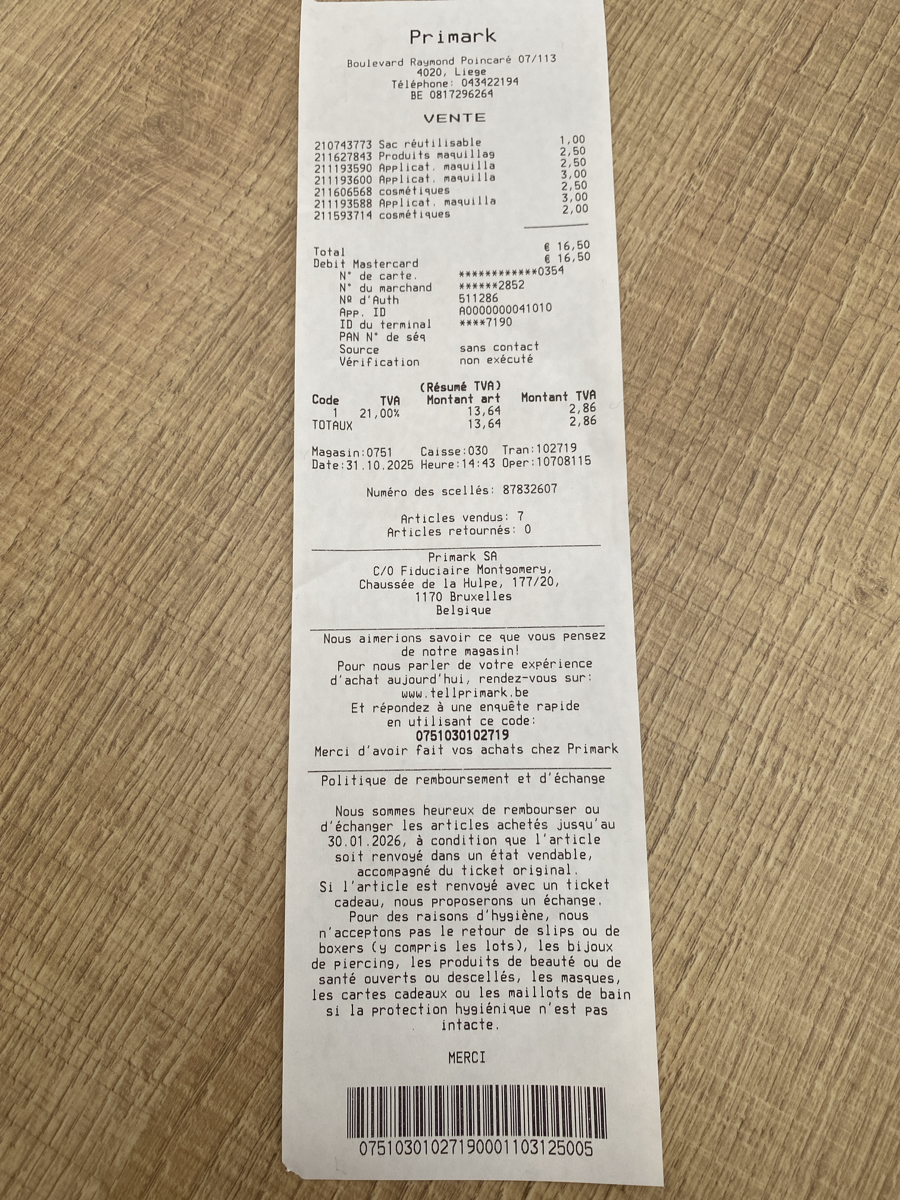 Primark
Boulevard Raymond Poincaré 07/113
4020, Liege
Téléphone: 043422194
BE 0817296264
VENTE
210743773 Sac réutilisable 1,00
211627843 Produits maquillag 2,50
211193590 Applicat. maquilla 2,50
211193600 Applicat. maquilla 3,00
211606568 cosmétiques 2,50
211193588 Applicat. maquilla 3,00
211593714 cosmétiques 2,00
Total € 16,50
Debit Mastercard € 16,50
N° de carte. ************0354
N° du marchand ******2852
Nº d'Auth 511286
App. ID A0000000041010
ID du terminal ****7190
PAN N° de séq
Source sans contact
Vérification non exécuté
(Résumé TVA)
Code TVA Montant art Montant TVA
1 21,00% 13,64 2,86
TOTAUX 13,64 2,86
Magasin:0751 Caisse:030 Tran:102719
Date:31.10.2025 Heure:14:43 Oper:10708115
Numéro des scellés: 87832607
Articles vendus: 7
Articles retournés: 0
Primark SA
C/O Fiduciaire Montgomery,
Chaussée de la Hulpe, 177/20,
1170 Bruxelles
Belgique
Nous aimerions savoir ce que vous pensez
de notre magasin!
Pour nous parler de votre expérience
d'achat aujourd'hui, rendez-vous sur:
www.tellprimark.be
Et répondez à une enquête rapide
en utilisant ce code:
0751030102719
Merci d'avoir fait vos achats chez Primark
Politique de remboursement et d'échange
Nous sommes heureux de rembourser ou
d'échanger les articles achetés jusqu'au
30.01.2026, à condition que l'article
soit renvoyé dans un état vendable,
accompagné du ticket original.
Si l'article est renvoyé avec un ticket
cadeau, nous proposerons un échange.
Pour des raisons d'hygiène, nous
n'acceptons pas le retour de slips ou de
boxers (y compris les lots), les bijoux
de piercing, les produits de beauté ou de
santé ouverts ou descellés, les masques,
les cartes cadeaux ou les maillots de bain
si la protection hygiénique n'est pas
intacte.
MERCI
07510301027190001103125005